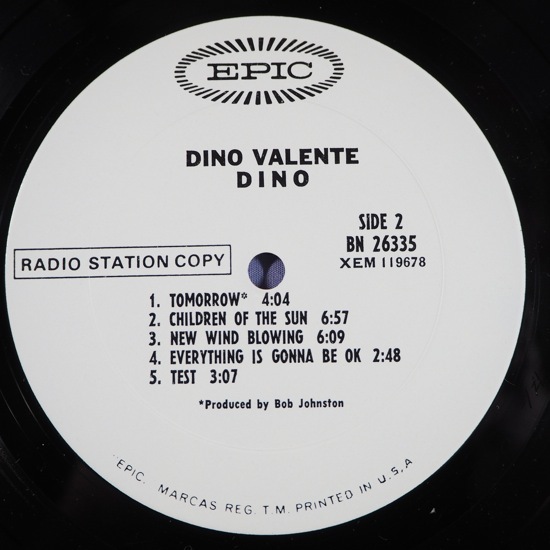 EPIC
DINO VALENTE
DINO
SIDE 2
BN 26335
XEM 119678
RADIO STATION COPY
1. TOMORROW* 4:04
2. CHILDREN OF THE SUN 6:57
3. NEW WIND BLOWING 6:09
4. EVERYTHING IS GONNA BE OK 2:48
5. TEST 3:07
*Produced by Bob Johnston
"EPIC. MARCAS REG. T.M. PRINTED IN U.S.A